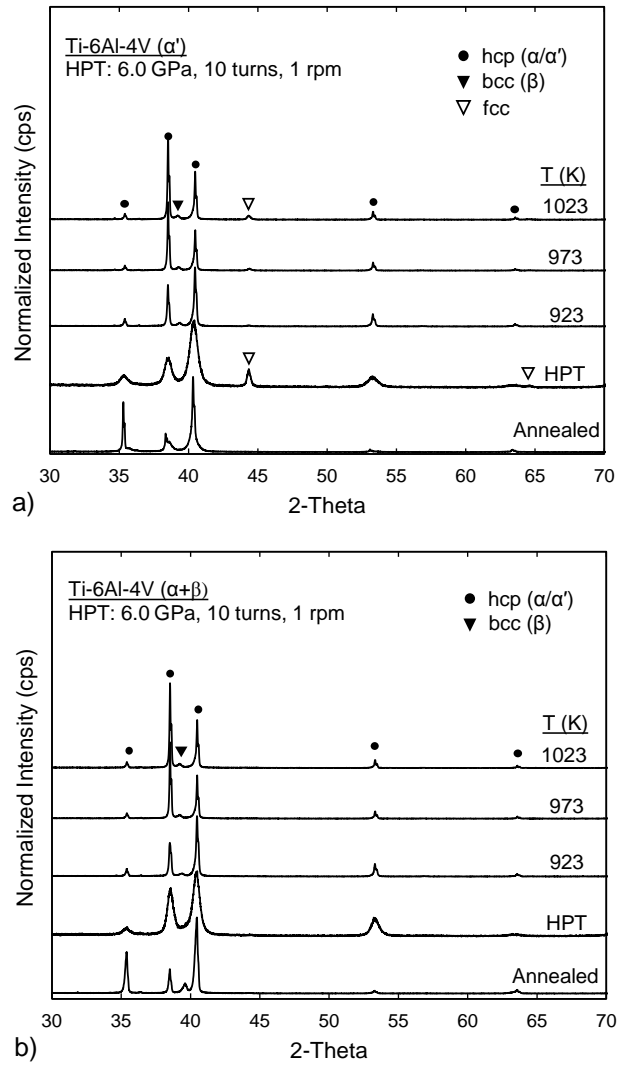 Ti-6Al-4V (α')
HPT: 6.0 GPa, 10 turns, 1 rpm
hcp (α/α')
bcc (β)
fcc
T (K)
1023
973
923
HPT
Annealed
Normalized Intensity (cps)
30 35 40 45 50 55 60 65 70
2-Theta
a)
Ti-6Al-4V (α+β)
HPT: 6.0 GPa, 10 turns, 1 rpm
hcp (α/α')
bcc (β)
T (K)
1023
973
923
HPT
Annealed
Normalized Intensity (cps)
30 35 40 45 50 55 60 65 70
2-Theta
b)